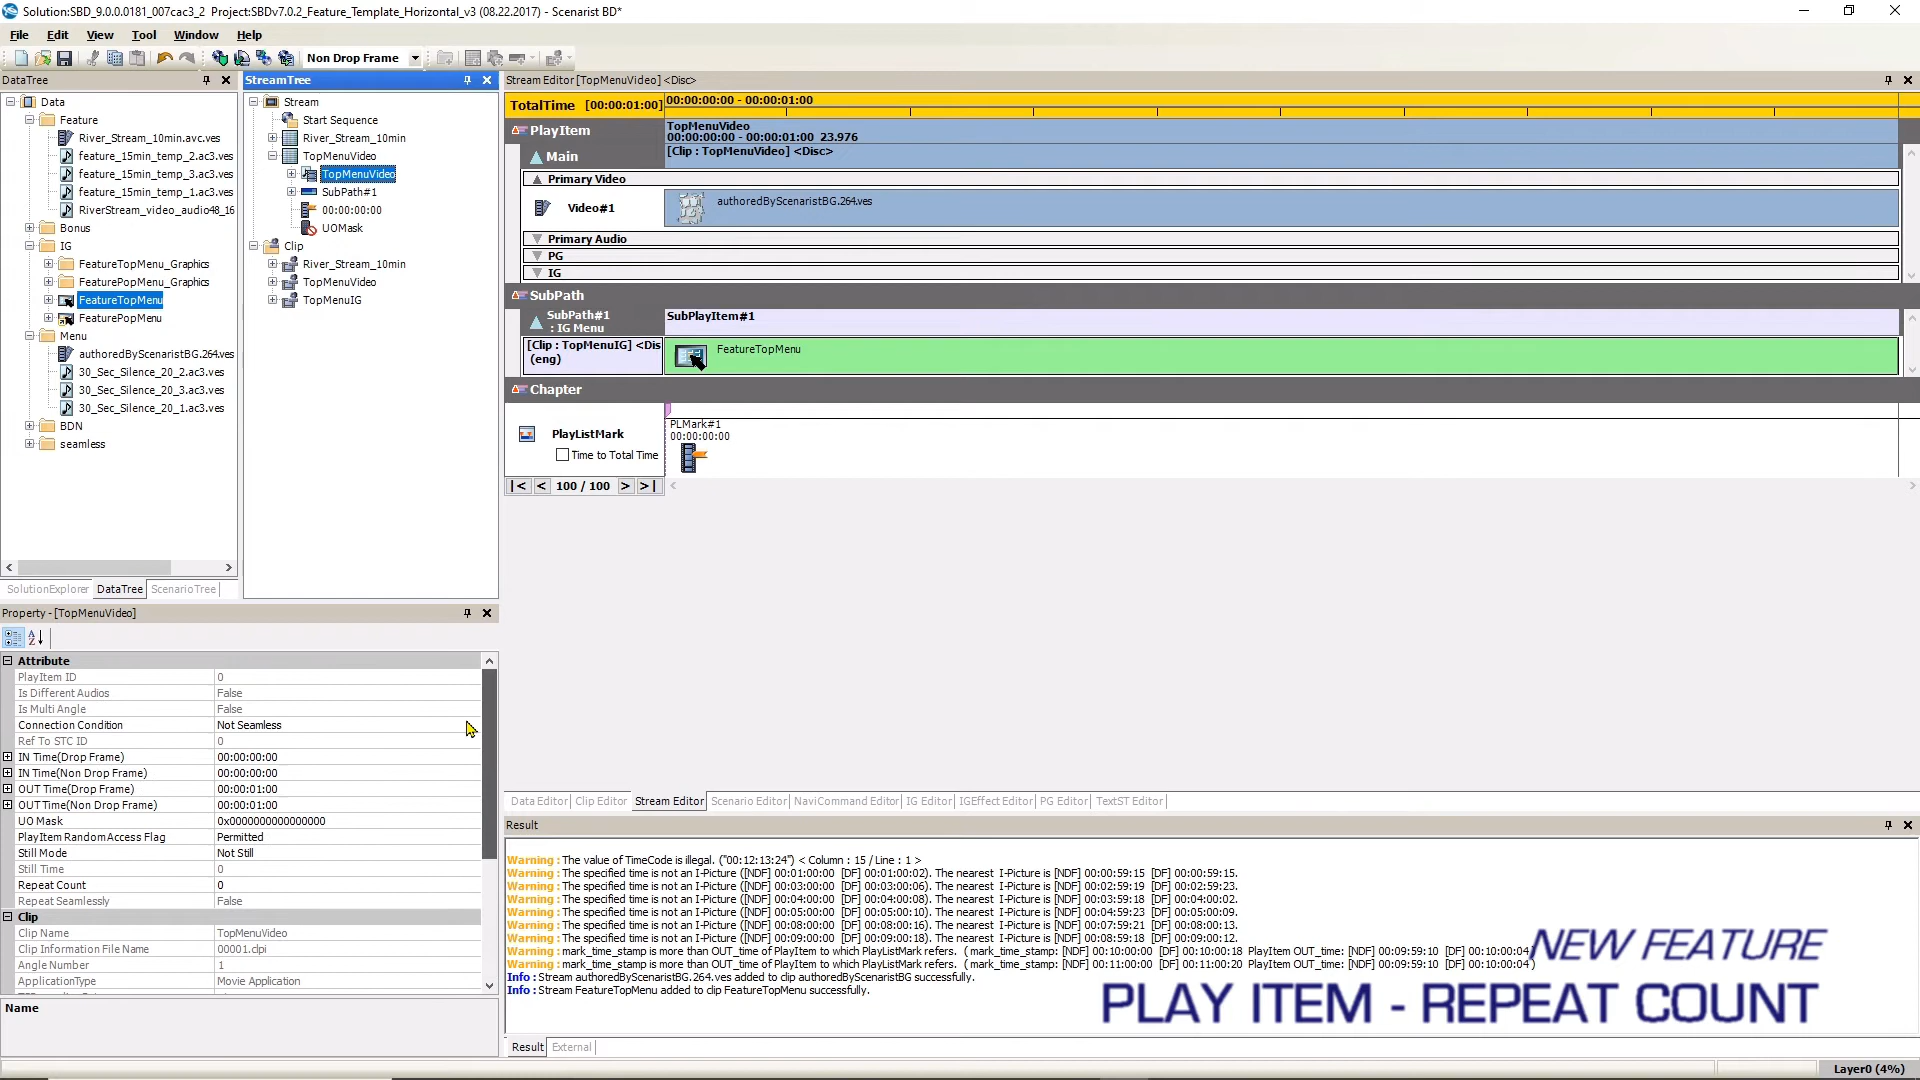 Solution:SBD_9.0.0.0181_007cac3_2 Project:SBDv7.0.2_Feature_Template_Horizontal_v3 (08.22.2017) - Scenarist BD*
File Edit View Tool Window Help
Non Drop Frame
DataTree
Data
Feature
River_Stream_10min.avc.ves
feature_15min_temp_2.ac3.ves
feature_15min_temp_3.ac3.ves
feature_15min_temp_1.ac3.ves
RiverStream_video_audio48_16
Bonus
IG
FeatureTopMenu_Graphics
FeaturePopMenu_Graphics
FeatureTopMenu
FeaturePopMenu
Menu
authoredByScenaristBG.264.ves
30_Sec_Silence_20_2.ac3.ves
30_Sec_Silence_20_3.ac3.ves
30_Sec_Silence_20_1.ac3.ves
BDN
seamless
SolutionExplorer DataTree ScenarioTree
StreamTree
Stream
Start Sequence
River_Stream_10min
TopMenuVideo
TopMenuVideo
SubPath#1
00:00:00:00
UOMask
Clip
River_Stream_10min
TopMenuVideo
TopMenuIG
Stream Editor [TopMenuVideo] <Disc>
TotalTime [00:00:01:00] 00:00:00:00 - 00:00:01:00
PlayItem
TopMenuVideo
00:00:00:00 - 00:00:01:00 23.976
Main
[Clip : TopMenuVideo] <Disc>
Primary Video
Video#1
authoredByScenaristBG.264.ves
Primary Audio
PG
IG
SubPath
SubPath#1
: IG Menu
SubPlayItem#1
[Clip : TopMenuIG] <Dis
(eng)
FeatureTopMenu
Chapter
PlayListMark
Time to Total Time
PLMark#1
00:00:00:00
|< < 100 / 100 > >|
Data Editor Clip Editor Stream Editor Scenario Editor NaviCommand Editor IG Editor IGEffect Editor PG Editor TextST Editor
Property - [TopMenuVideo]
Attribute
PlayItem ID 0
Is Different Audios False
Is Multi Angle False
Connection Condition Not Seamless
Ref To STC ID 0
IN Time(Drop Frame) 00:00:00:00
IN Time(Non Drop Frame) 00:00:00:00
OUT Time(Drop Frame) 00:00:01:00
OUT Time(Non Drop Frame) 00:00:01:00
UO Mask 0x0000000000000000
PlayItem RandomAccess Flag Permitted
Still Mode Not Still
Still Time 0
Repeat Count 0
Repeat Seamlessly False
Clip
Clip Name TopMenuVideo
Clip Information File Name 00001.clpi
Angle Number 1
ApplicationType Movie Application
Name
Result
Warning : The value of TimeCode is illegal. ("00:12:13:24") < Column : 15 / Line : 1 >
Warning : The specified time is not an I-Picture ([NDF] 00:01:00:00 [DF] 00:01:00:02). The nearest I-Picture is [NDF] 00:00:59:15 [DF] 00:00:59:15.
Warning : The specified time is not an I-Picture ([NDF] 00:03:00:00 [DF] 00:03:00:06). The nearest I-Picture is [NDF] 00:02:59:19 [DF] 00:02:59:23.
Warning : The specified time is not an I-Picture ([NDF] 00:04:00:00 [DF] 00:04:00:08). The nearest I-Picture is [NDF] 00:03:59:18 [DF] 00:04:00:02.
Warning : The specified time is not an I-Picture ([NDF] 00:05:00:00 [DF] 00:05:00:10). The nearest I-Picture is [NDF] 00:04:59:23 [DF] 00:05:00:09.
Warning : The specified time is not an I-Picture ([NDF] 00:08:00:00 [DF] 00:08:00:16). The nearest I-Picture is [NDF] 00:07:59:21 [DF] 00:08:00:13.
Warning : The specified time is not an I-Picture ([NDF] 00:09:00:00 [DF] 00:09:00:18). The nearest I-Picture is [NDF] 00:08:59:18 [DF] 00:09:00:12.
Warning : mark_time_stamp is more than OUT_time of PlayItem to which PlayListMark refers. ( mark_time_stamp: [NDF] 00:10:00:00 [DF] 00:10:00:18 PlayItem OUT_time: [NDF] 00:09:59:10 [DF] 00:10:00:04 )
Warning : mark_time_stamp is more than OUT_time of PlayItem to which PlayListMark refers. ( mark_time_stamp: [NDF] 00:11:00:00 [DF] 00:11:00:20 PlayItem OUT_time: [NDF] 00:09:59:10 [DF] 00:10:00:04 )
Info : Stream authoredByScenaristBG.264.ves added to clip authoredByScenaristBG successfully.
Info : Stream FeatureTopMenu added to clip FeatureTopMenu successfully.
NEW FEATURE
PLAY ITEM - REPEAT COUNT
Result External
Layer0 (4%)